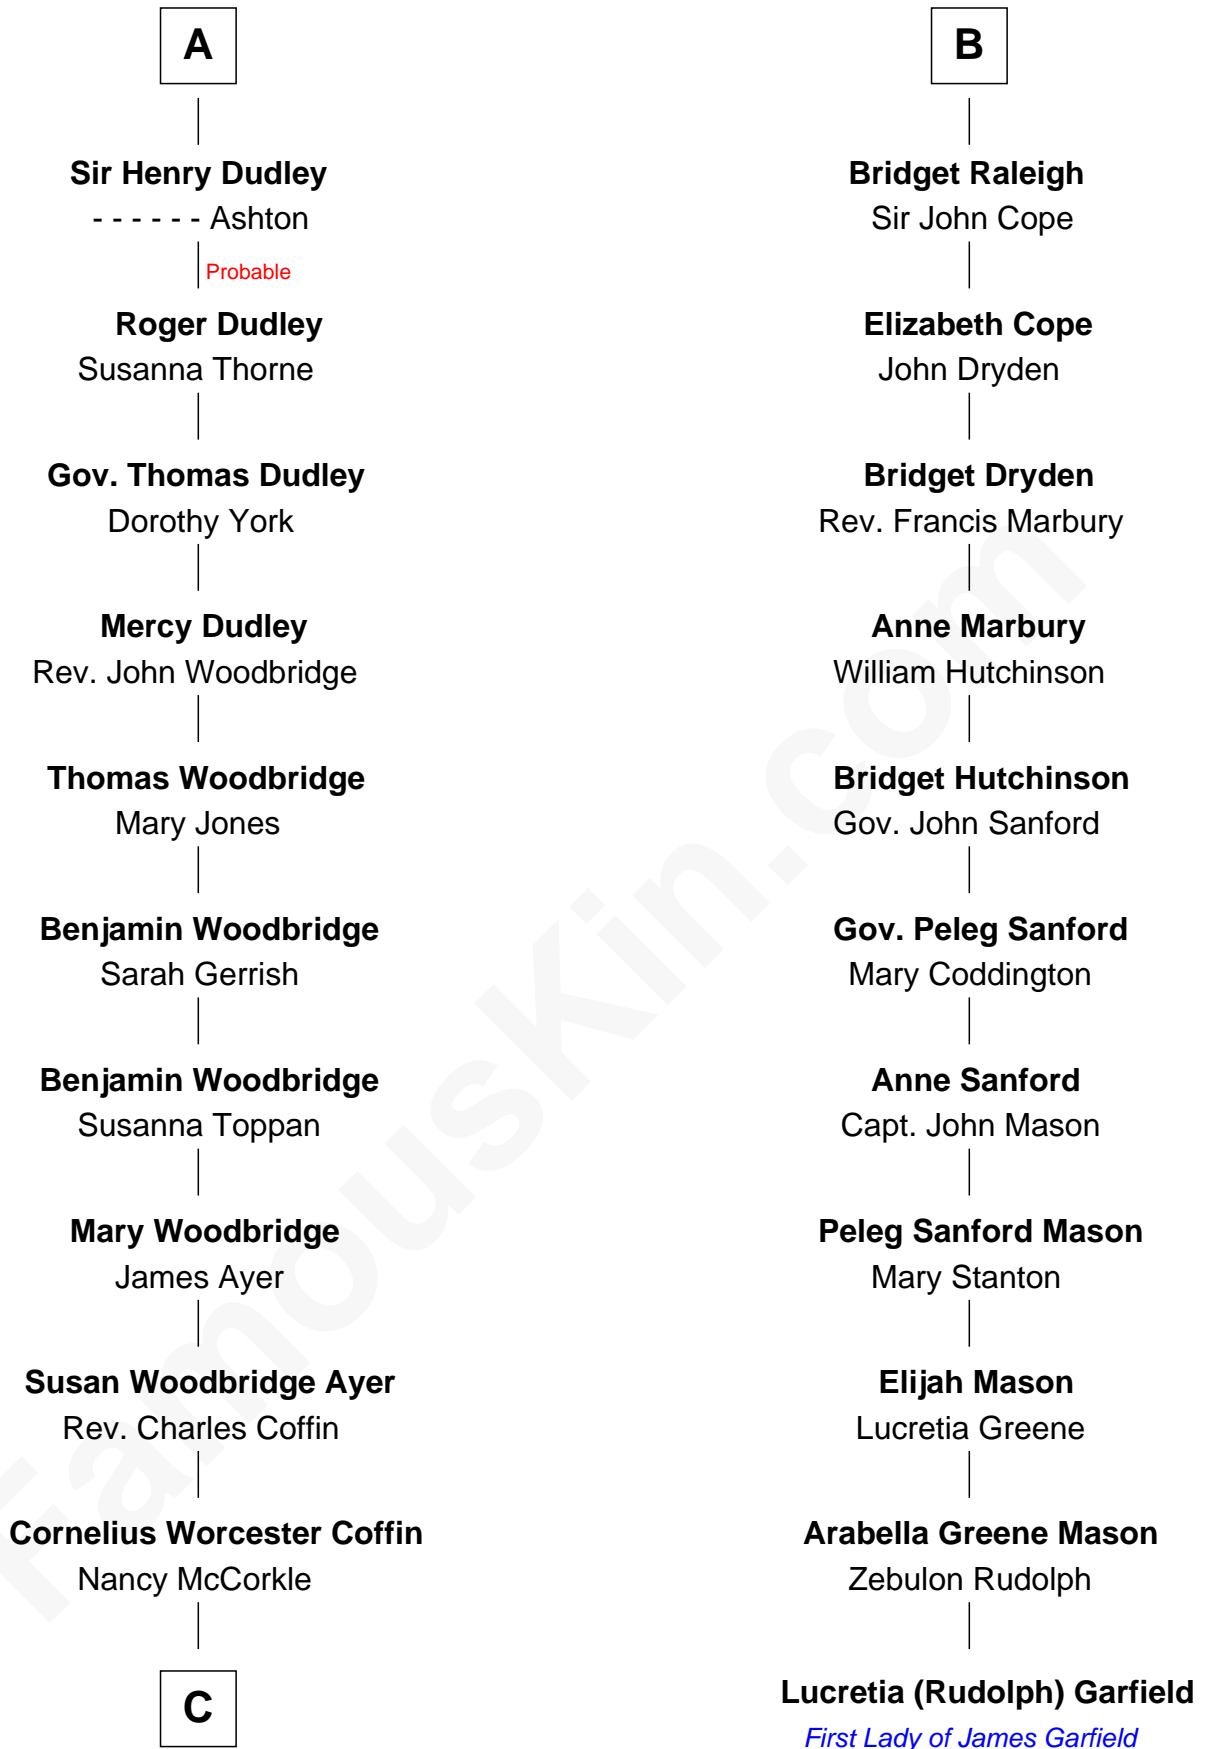 A
Sir Henry Dudley
- - - - - - Ashton
Probable
Roger Dudley
Susanna Thorne
Gov. Thomas Dudley
Dorothy York
Mercy Dudley
Rev. John Woodbridge
Thomas Woodbridge
Mary Jones
Benjamin Woodbridge
Sarah Gerrish
Benjamin Woodbridge
Susanna Toppan
Mary Woodbridge
James Ayer
Susan Woodbridge Ayer
Rev. Charles Coffin
Cornelius Worcester Coffin
Nancy McCorkle
C
B
Bridget Raleigh
Sir John Cope
Elizabeth Cope
John Dryden
Bridget Dryden
Rev. Francis Marbury
Anne Marbury
William Hutchinson
Bridget Hutchinson
Gov. John Sanford
Gov. Peleg Sanford
Mary Coddington
Anne Sanford
Capt. John Mason
Peleg Sanford Mason
Mary Stanton
Elijah Mason
Lucretia Greene
Arabella Greene Mason
Zebulon Rudolph
Lucretia (Rudolph) Garfield
First Lady of James Garfield
FamousKin.com